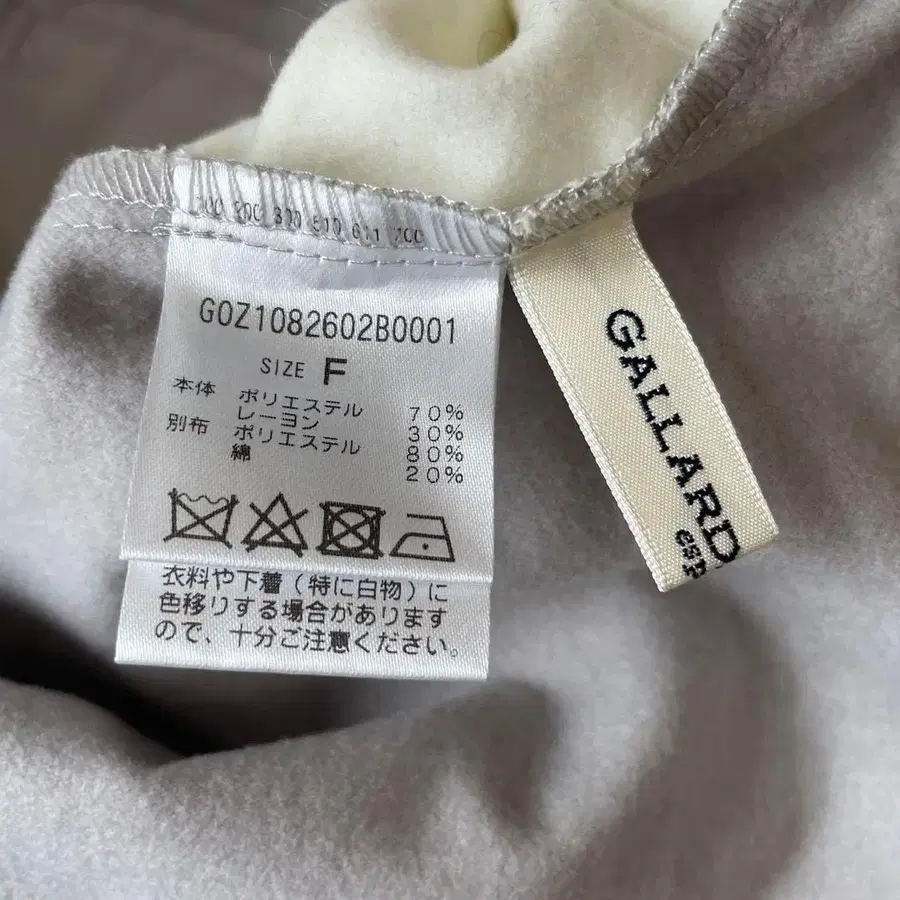 G0Z1082602B0001
SIZE F
本体 ポリエステル 70%
レーヨン 30%
別布 ポリエステル 80%
綿 20%
衣料や下着(特に白物)に
色移りする場合があります
ので、十分ご注意ください。
GALLARD